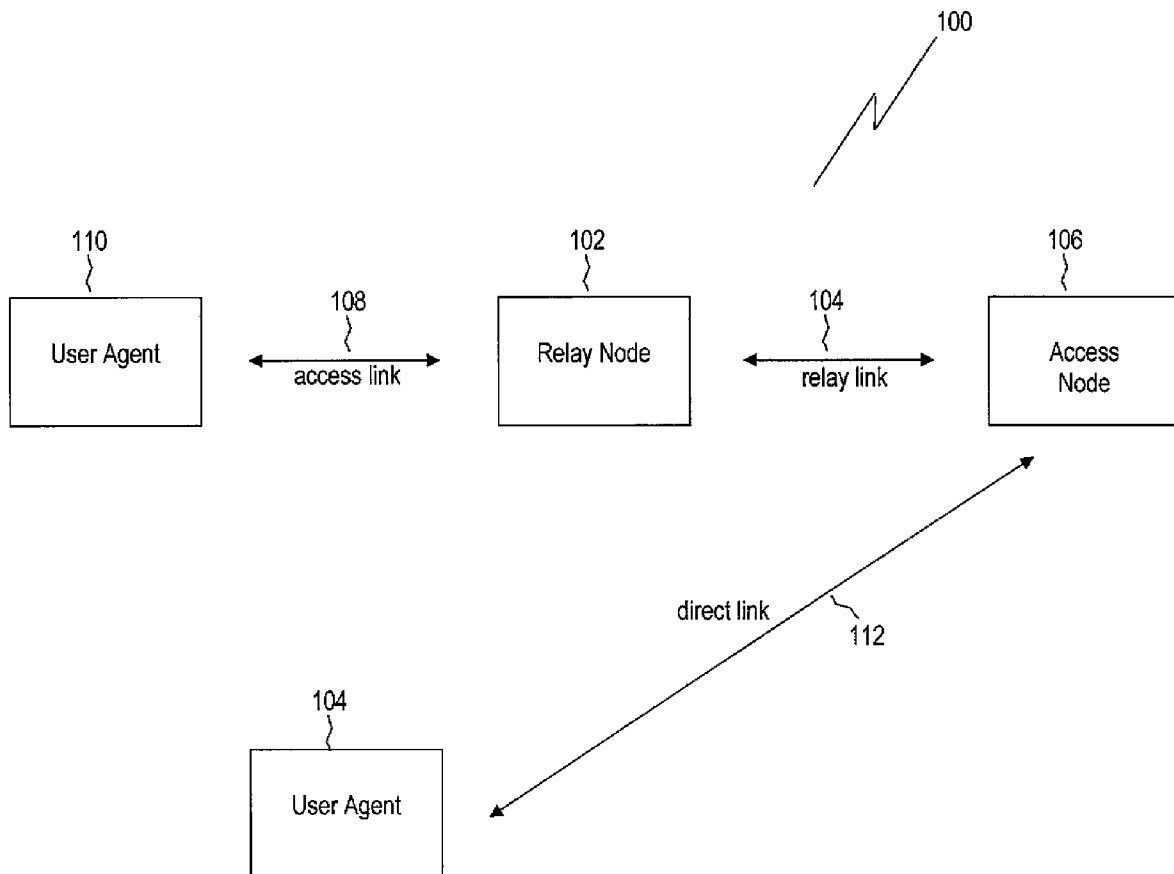 100
110
102
106
108
104
User Agent
access link
Relay Node
relay link
Access
Node
direct link
112
104
User Agent